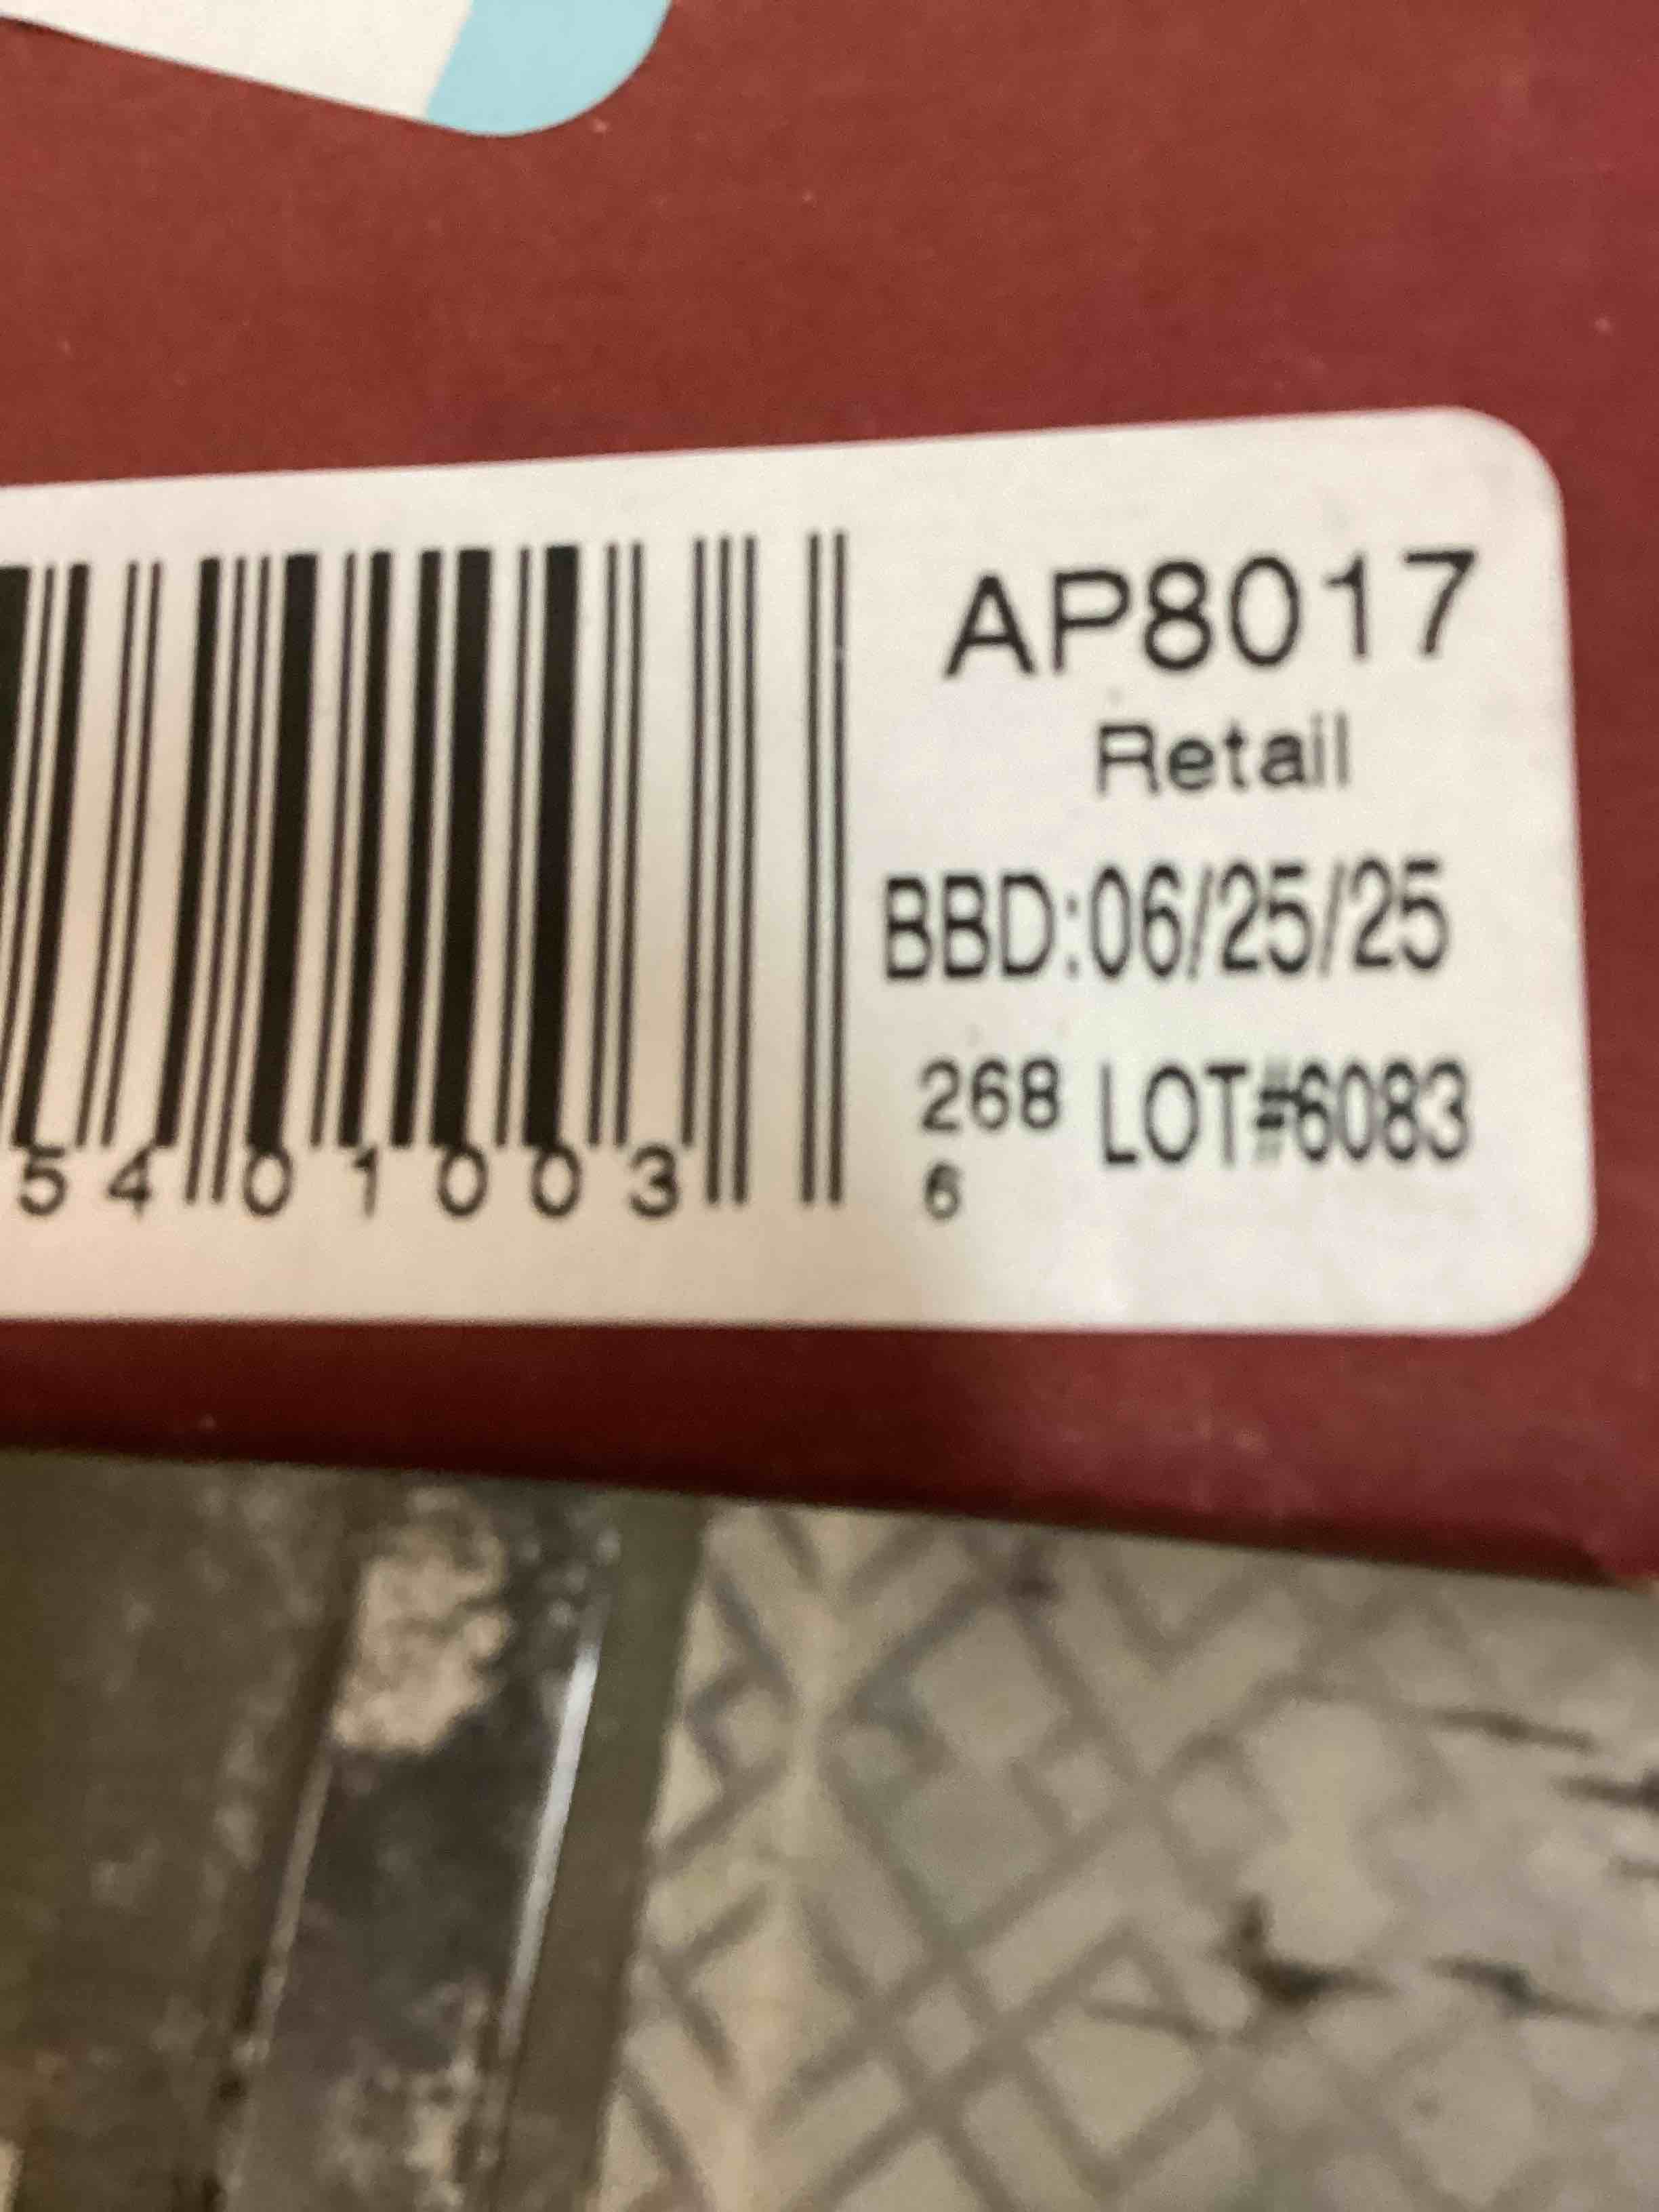 AP8017
Retail
BBD:06/25/25
268 LOT#6083
54 01003 6